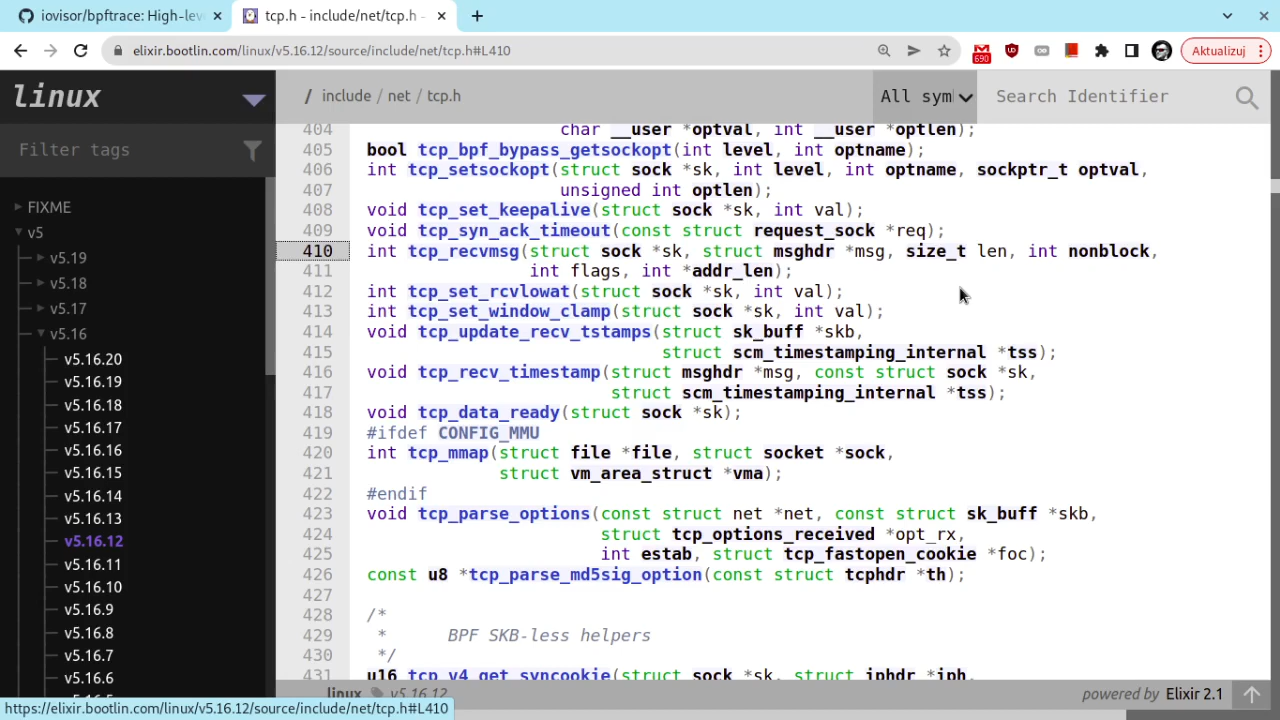 iovisor/bpftrace: High-lev
tcp.h - include/net/tcp.h -
elixir.bootlin.com/linux/v5.16.12/source/include/net/tcp.h#L410
690
Aktualizuj
linux
/ include / net / tcp.h
All sym
Search Identifier
Filter tags
FIXME
v5
v5.19
v5.18
v5.17
v5.16
v5.16.20
v5.16.19
v5.16.18
v5.16.17
v5.16.16
v5.16.15
v5.16.14
v5.16.13
v5.16.12
v5.16.11
v5.16.10
v5.16.9
v5.16.8
v5.16.7
v5.16.6
v5.16.5
404 char __user *optval, int __user *optlen);
405 bool tcp_bpf_bypass_getsockopt(int level, int optname);
406 int tcp_setsockopt(struct sock *sk, int level, int optname, sockptr_t optval,
407 unsigned int optlen);
408 void tcp_set_keepalive(struct sock *sk, int val);
409 void tcp_syn_ack_timeout(const struct request_sock *req);
410 int tcp_recvmsg(struct sock *sk, struct msghdr *msg, size_t len, int nonblock,
411 int flags, int *addr_len);
412 int tcp_set_rcvlowat(struct sock *sk, int val);
413 int tcp_set_window_clamp(struct sock *sk, int val);
414 void tcp_update_recv_tstamps(struct sk_buff *skb,
415 struct scm_timestamping_internal *tss);
416 void tcp_recv_timestamp(struct msghdr *msg, const struct sock *sk,
417 struct scm_timestamping_internal *tss);
418 void tcp_data_ready(struct sock *sk);
419 #ifdef CONFIG_MMU
420 int tcp_mmap(struct file *file, struct socket *sock,
421 struct vm_area_struct *vma);
422 #endif
423 void tcp_parse_options(const struct net *net, const struct sk_buff *skb,
424 struct tcp_options_received *opt_rx,
425 int estab, struct tcp_fastopen_cookie *foc);
426 const u8 *tcp_parse_md5sig_option(const struct tcphdr *th);
427
428 /*
429 * BPF SKB-less helpers
430 */
431 u16 tcp_v4_get_syncookie(struct sock *sk, struct iphdr *iph,
linux v5.16.12
powered by Elixir 2.1
https://elixir.bootlin.com/linux/v5.16.12/source/include/net/tcp.h#L410